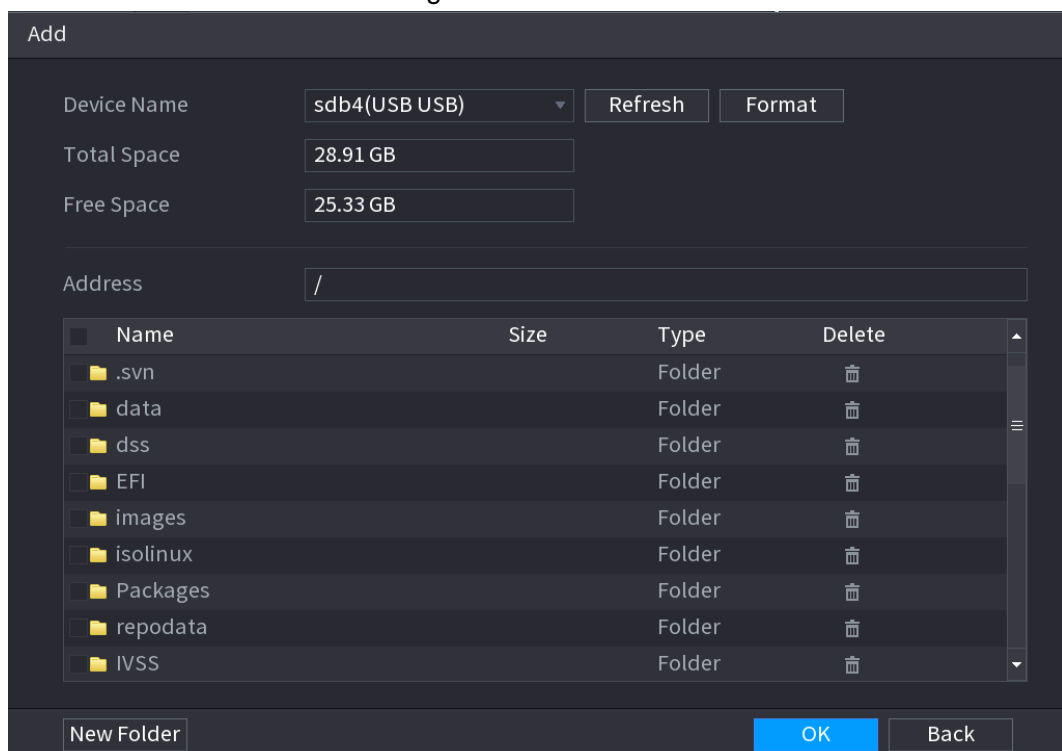 Add
Device Name sdb4(USB USB) Refresh Format
Total Space 28.91 GB
Free Space 25.33 GB
Address /
Name Size Type Delete
.svn Folder
data Folder
dss Folder
EFI Folder
images Folder
isolinux Folder
Packages Folder
repodata Folder
IVSS Folder
New Folder OK Back